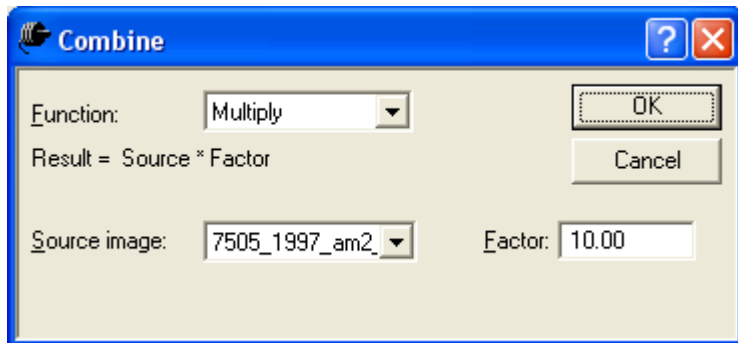 Combine
Function: Multiply
OK
Result = Source * Factor
Cancel
Source image: 7505_1997_am2_
Factor: 10.00